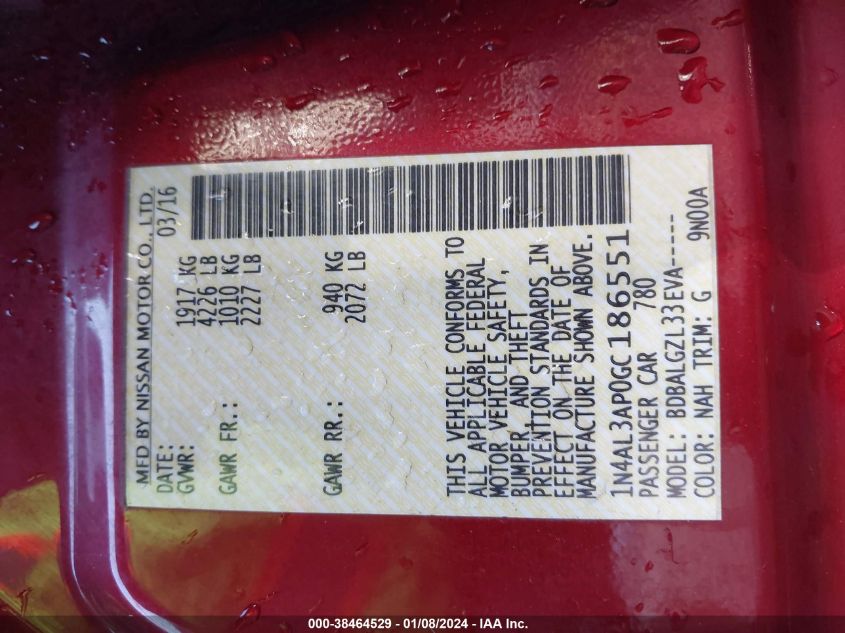 MFD BY NISSAN MOTOR CO., LTD.
DATE: 03/16
GVWR: 1917 KG
4226 LB
GAWR FR.: 1010 KG
2227 LB
GAWR RR.: 940 KG
2072 LB
THIS VEHICLE CONFORMS TO
ALL APPLICABLE FEDERAL
MOTOR VEHICLE SAFETY,
BUMPER, AND THEFT
PREVENTION STANDARDS IN
EFFECT ON THE DATE OF
MANUFACTURE SHOWN ABOVE.
1N4AL3AP0GC186551
PASSENGER CAR 780
MODEL: BDBALGZL33EVA-----
COLOR: NAH TRIM: G 9N00A
000-38464529 - 01/08/2024 - IAA Inc.